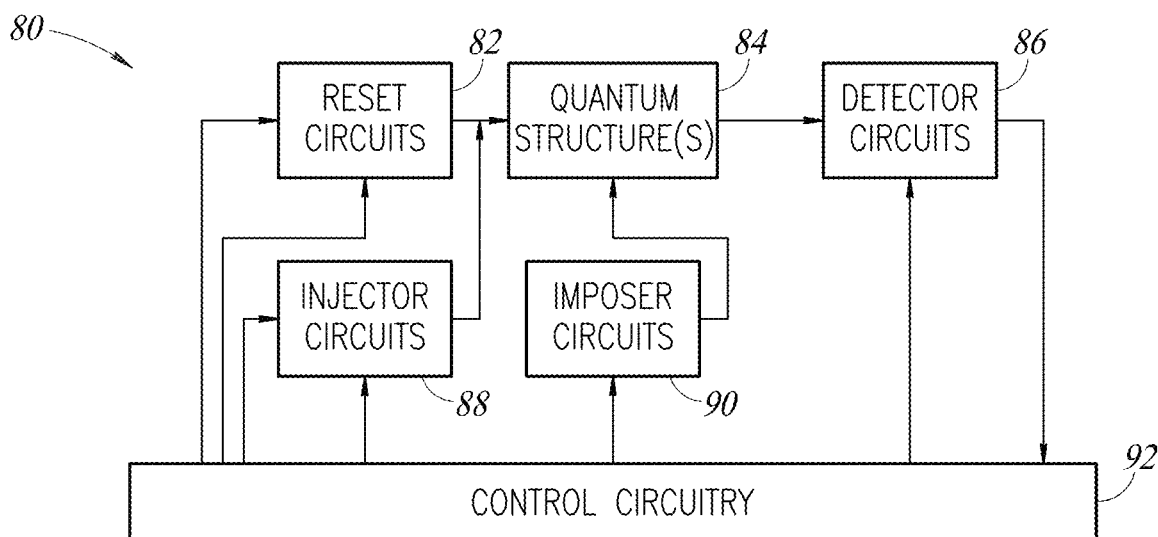 80
82
84
86
RESET
CIRCUITS
QUANTUM
STRUCTURE(S)
DETECTOR
CIRCUITS
INJECTOR
CIRCUITS
IMPOSER
CIRCUITS
88
90
92
CONTROL CIRCUITRY